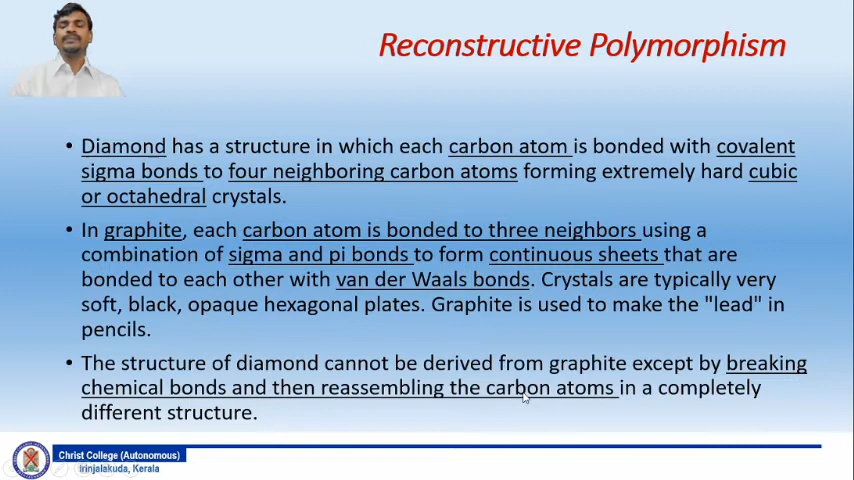 Reconstructive Polymorphism
• Diamond has a structure in which each carbon atom is bonded with covalent
sigma bonds to four neighboring carbon atoms forming extremely hard cubic
or octahedral crystals.
• In graphite, each carbon atom is bonded to three neighbors using a
combination of sigma and pi bonds to form continuous sheets that are
bonded to each other with van der Waals bonds. Crystals are typically very
soft, black, opaque hexagonal plates. Graphite is used to make the "lead" in
pencils.
• The structure of diamond cannot be derived from graphite except by breaking
chemical bonds and then reassembling the carbon atoms in a completely
different structure.
Christ College (Autonomous)
Irinjalakuda, Kerala